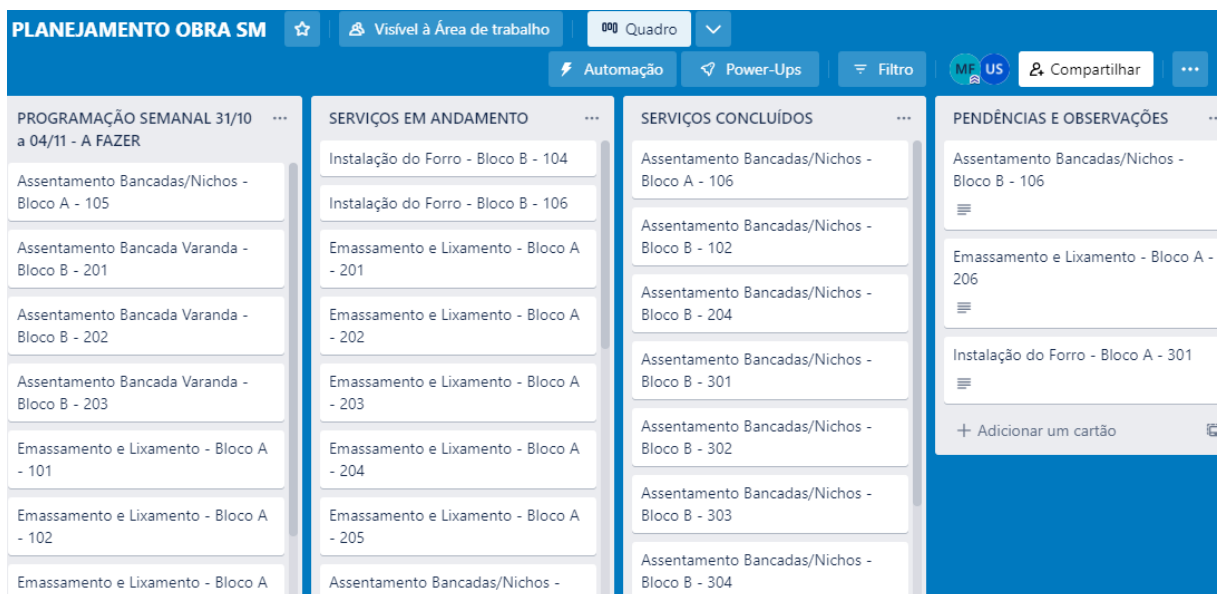 PLANEJAMENTO OBRA SM
Visível à Área de trabalho
Quadro
Automação
Power-Ups
Filtro
MF
US
Compartilhar
PROGRAMAÇÃO SEMANAL 31/10
a 04/11 - A FAZER
Assentamento Bancadas/Nichos -
Bloco A - 105
Assentamento Bancada Varanda -
Bloco B - 201
Assentamento Bancada Varanda -
Bloco B - 202
Assentamento Bancada Varanda -
Bloco B - 203
Emassamento e Lixamento - Bloco A
- 101
Emassamento e Lixamento - Bloco A
- 102
Emassamento e Lixamento - Bloco A
SERVIÇOS EM ANDAMENTO
Instalação do Forro - Bloco B - 104
Instalação do Forro - Bloco B - 106
Emassamento e Lixamento - Bloco A
- 201
Emassamento e Lixamento - Bloco A
- 202
Emassamento e Lixamento - Bloco A
- 203
Emassamento e Lixamento - Bloco A
- 204
Emassamento e Lixamento - Bloco A
- 205
Assentamento Bancadas/Nichos -
SERVIÇOS CONCLUÍDOS
Assentamento Bancadas/Nichos -
Bloco A - 106
Assentamento Bancadas/Nichos -
Bloco B - 102
Assentamento Bancadas/Nichos -
Bloco B - 204
Assentamento Bancadas/Nichos -
Bloco B - 301
Assentamento Bancadas/Nichos -
Bloco B - 302
Assentamento Bancadas/Nichos -
Bloco B - 303
Assentamento Bancadas/Nichos -
Bloco B - 304
PENDÊNCIAS E OBSERVAÇÕES
Assentamento Bancadas/Nichos -
Bloco B - 106
Emassamento e Lixamento - Bloco A -
206
Instalação do Forro - Bloco A - 301
+ Adicionar um cartão